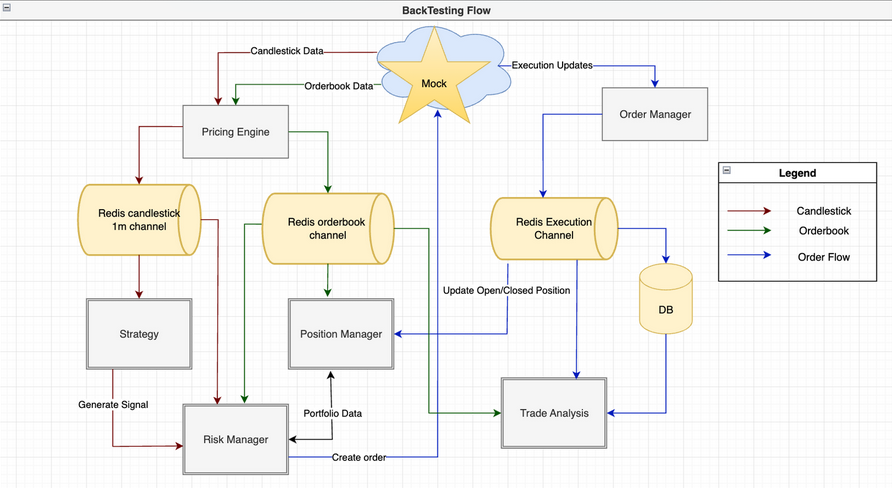 BackTesting Flow
Candlestick Data
Execution Updates
Orderbook Data
Mock
Order Manager
Pricing Engine
Legend
Candlestick
Orderbook
Order Flow
Redis candlestick
1m channel
Redis orderbook
channel
Redis Execution
Channel
Update Open/Closed Position
DB
Strategy
Position Manager
Generate Signal
Portfolio Data
Trade Analysis
Risk Manager
Create order